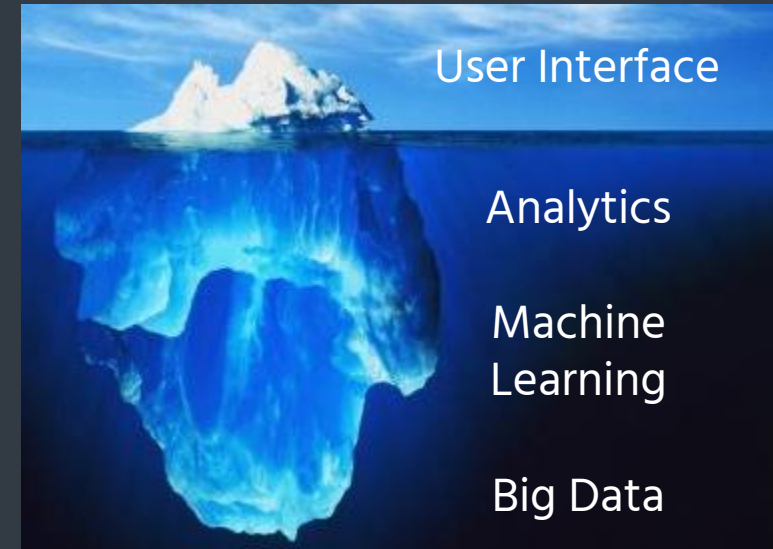 User Interface
Analytics
Machine
Learning
Big Data